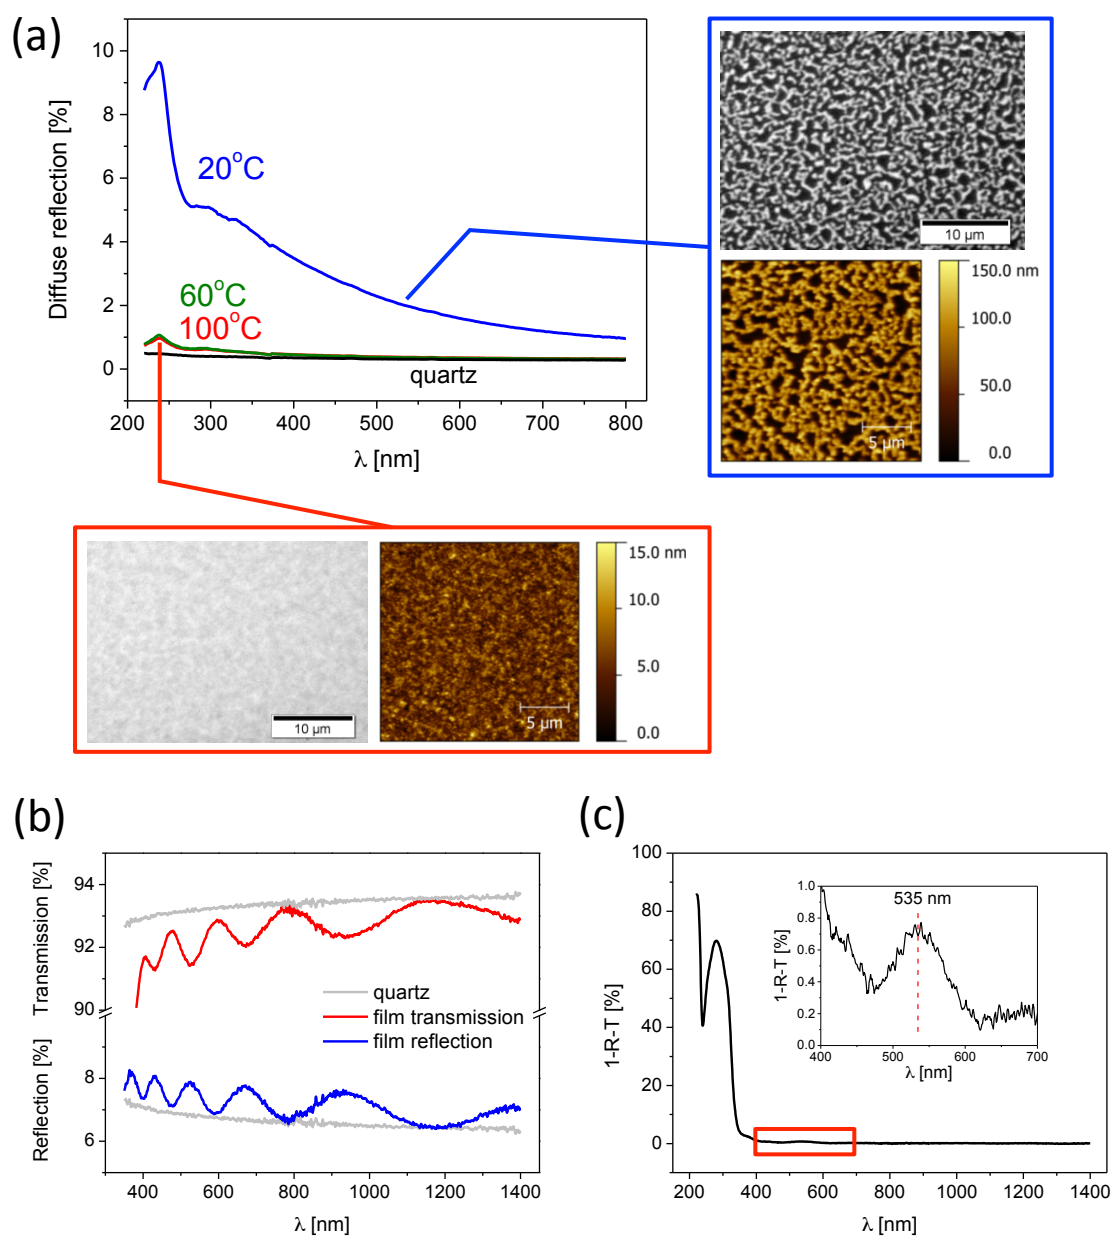 (a)
Diffuse reflection [%]
10
8
6
4
2
0
20°C
60°C
100°C
quartz
200 300 400 500 600 700 800
λ [nm]
10 µm
5 µm
150.0 nm
100.0
50.0
0.0
10 µm
5 µm
15.0 nm
10.0
5.0
0.0
(b)
Transmission [%]
94
92
90
quartz
film transmission
film reflection
Reflection [%]
8
6
200 400 600 800 1000 1200 1400
λ [nm]
(c)
1-R-T [%]
100
80
60
40
20
0
535 nm
1-R-T [%]
1.0
0.8
0.6
0.4
0.2
0.0
400 500 600 700
λ [nm]
200 400 600 800 1000 1200 1400
λ [nm]